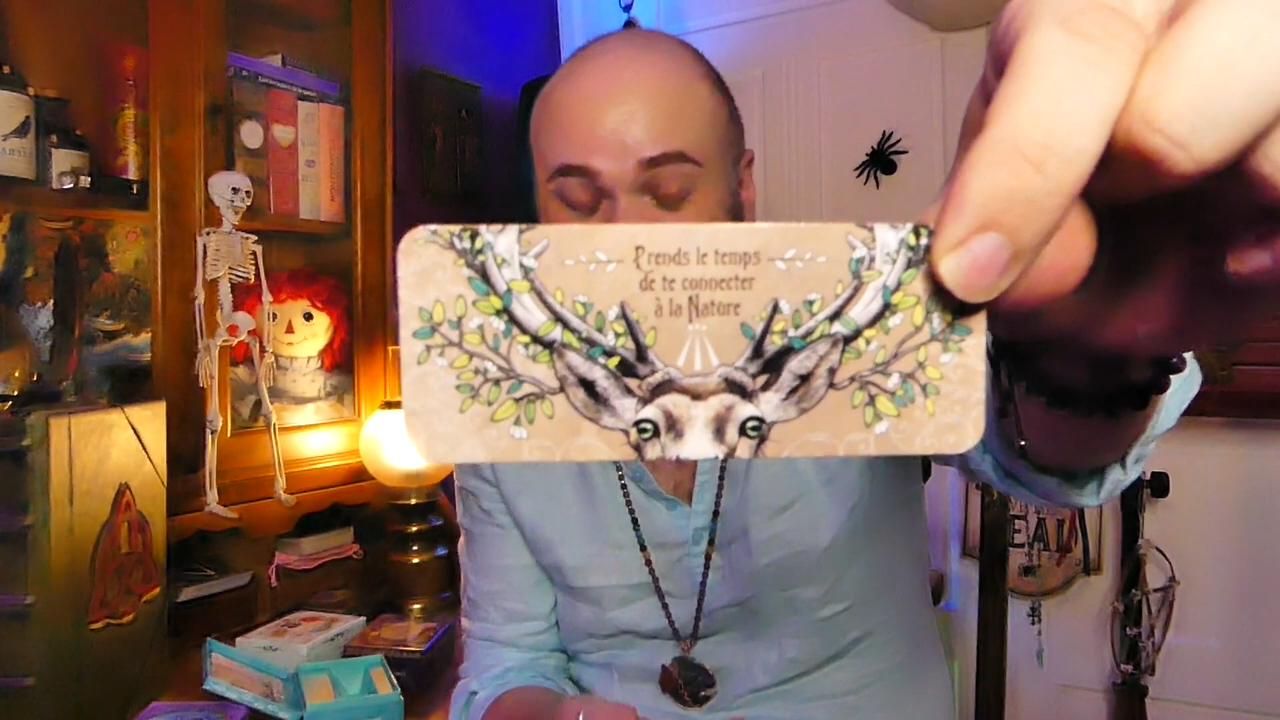 Prends le temps
de te connecter
à la Nature